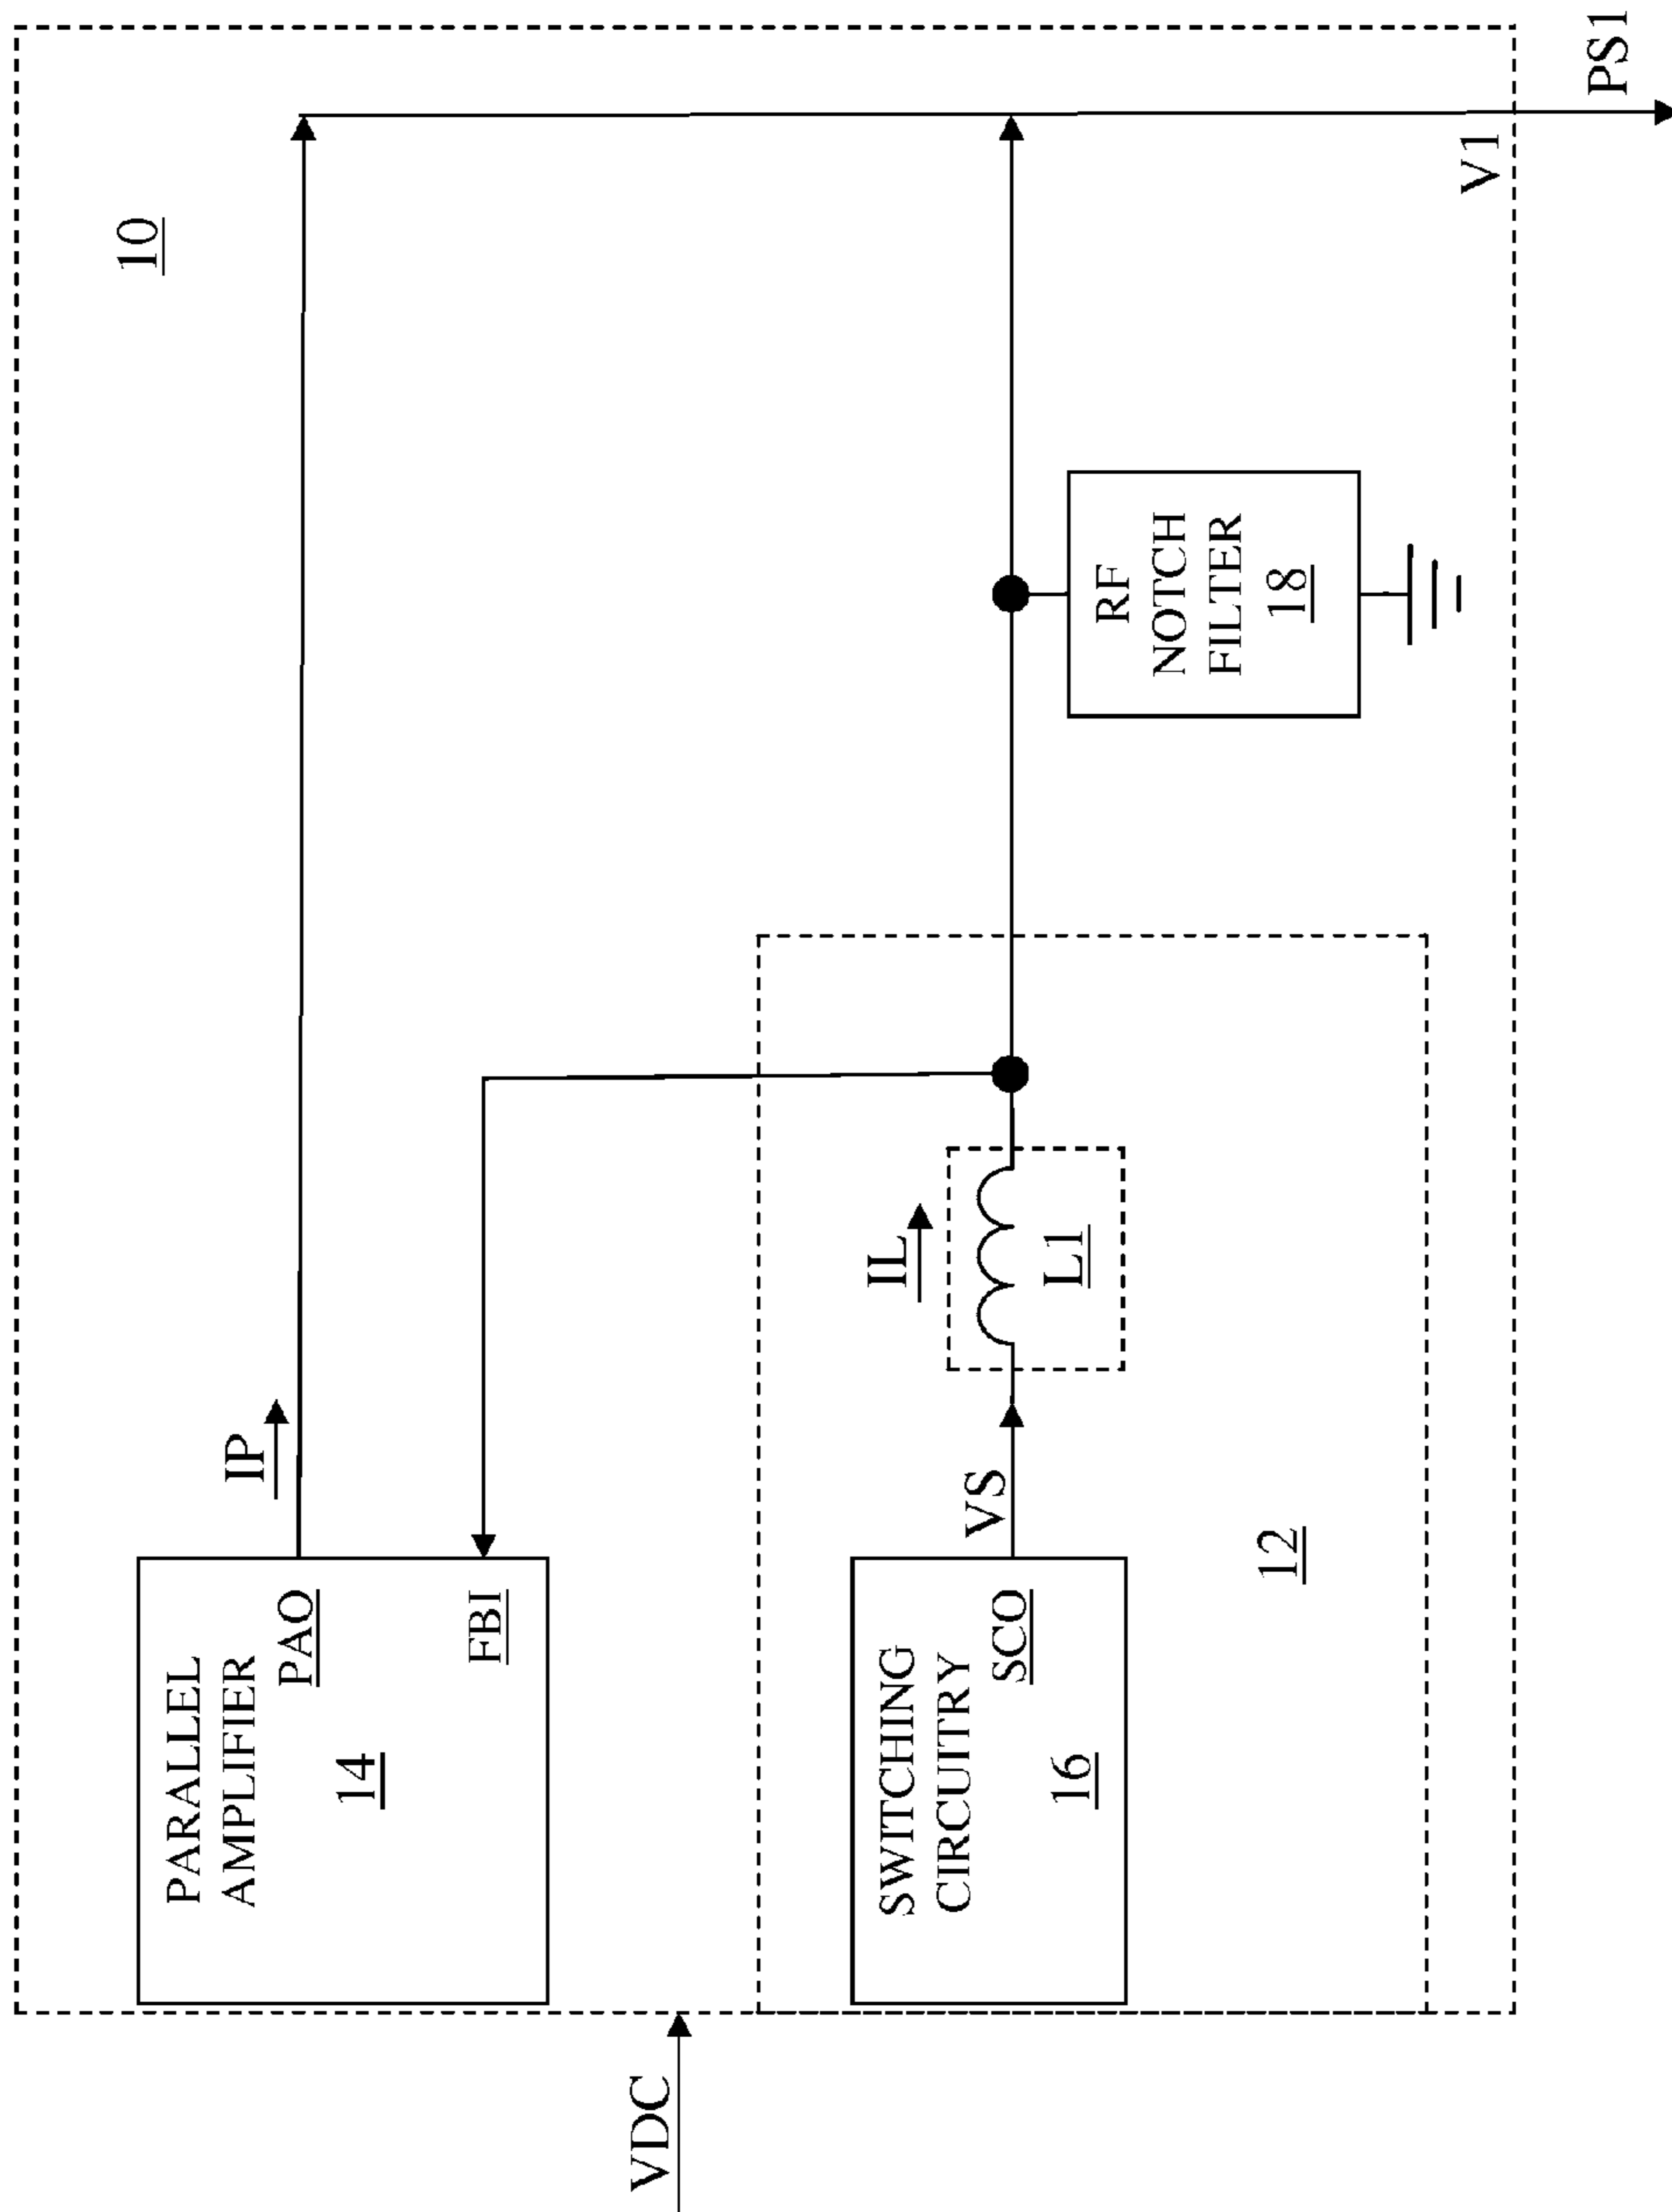 10
IP
PARALLEL
AMPLIFIER
PAO
14
FBI
VDC
IL
L1
VS
SWITCHING
CIRCUITRY
SCO
16
12
RF
NOTCH
FILTER
18
V1
PS1